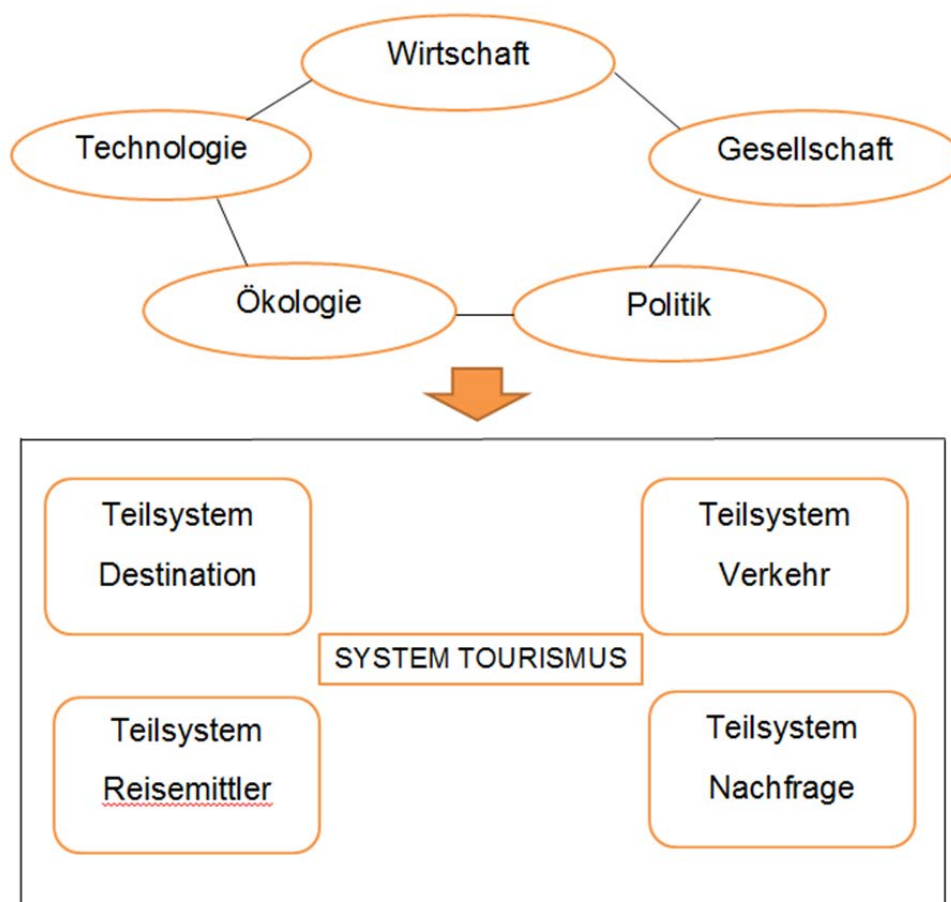 Wirtschaft
Technologie
Gesellschaft
Ökologie
Politik
Teilsystem
Destination
Teilsystem
Verkehr
SYSTEM TOURISMUS
Teilsystem
Reisemittler
Teilsystem
Nachfrage